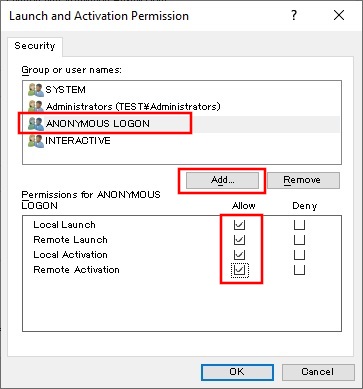 Launch and Activation Permission
Security
Group or user names:
SYSTEM
Administrators (TEST¥Administrators)
ANONYMOUS LOGON
INTERACTIVE
Add... Remove
Permissions for ANONYMOUS
LOGON Allow Deny
Local Launch
Remote Launch
Local Activation
Remote Activation
OK Cancel